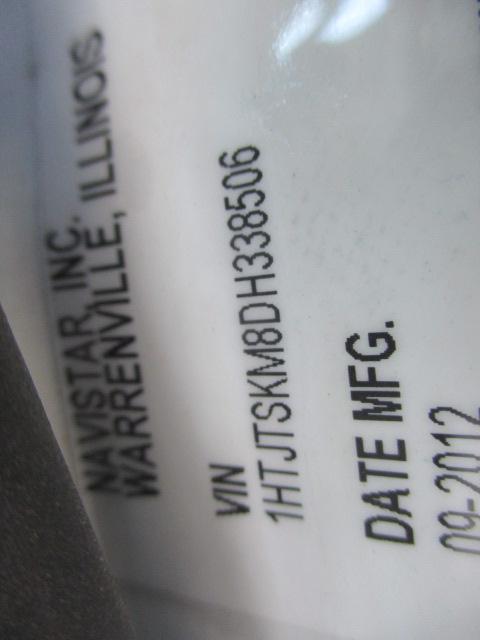 NAVISTAR, INC.
WARRENVILLE, ILLINOIS
VIN
1HTJTSKM8DH338506
DATE MFG.
09-2012